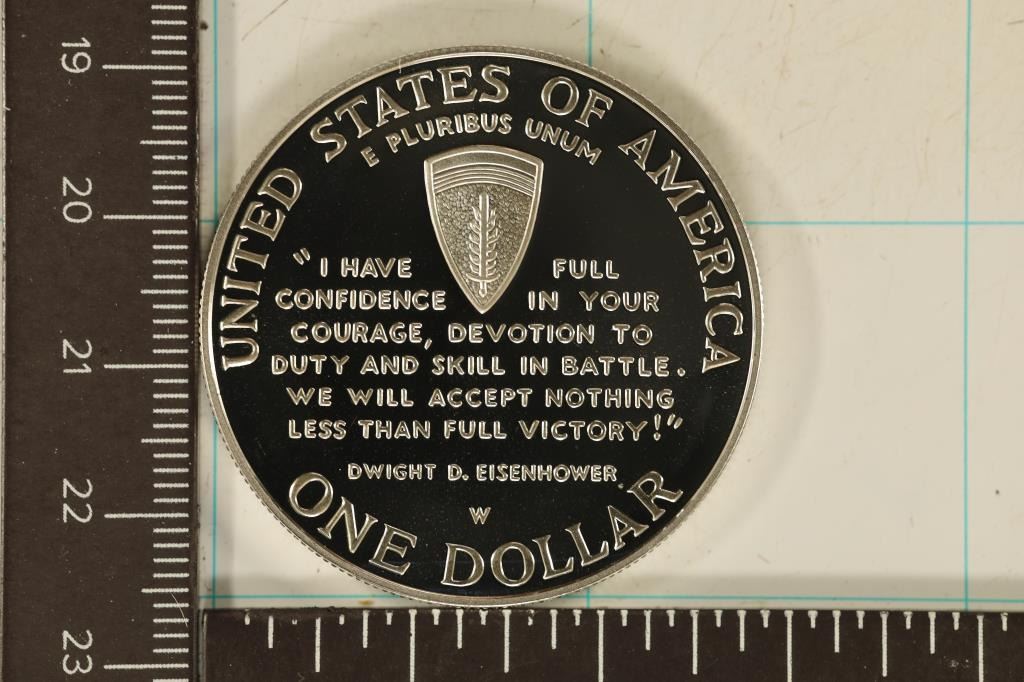 UNITED STATES OF AMERICA
E PLURIBUS UNUM
"I HAVE FULL
CONFIDENCE IN YOUR
COURAGE, DEVOTION TO
DUTY AND SKILL IN BATTLE.
WE WILL ACCEPT NOTHING
LESS THAN FULL VICTORY!"
DWIGHT D. EISENHOWER
W
ONE DOLLAR
19
20
21
22
23